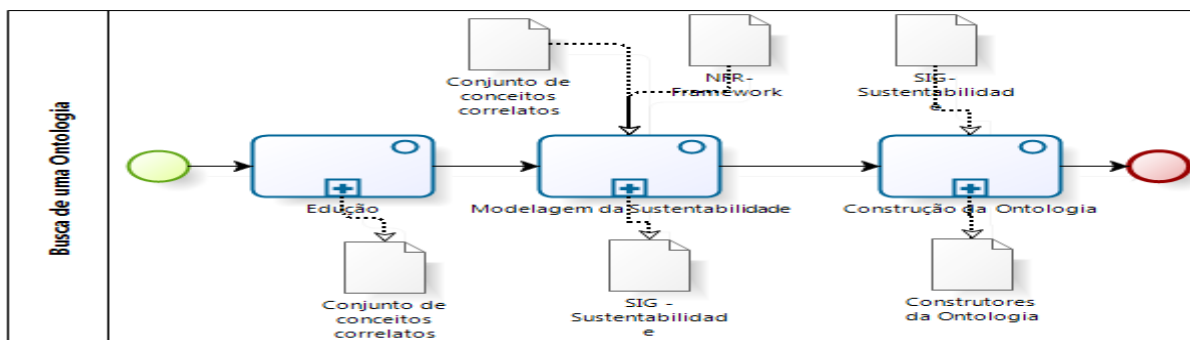 Busca de uma Ontologia
Conjunto de
conceitos
correlatos
NFR-
Framework
SIG-
Sustentabilidad
e
Edução
Modelagem da Sustentabilidade
Construção da Ontologia
Conjunto de
conceitos
correlatos
SIG -
Sustentabilidad
e
Construtores
da Ontologia